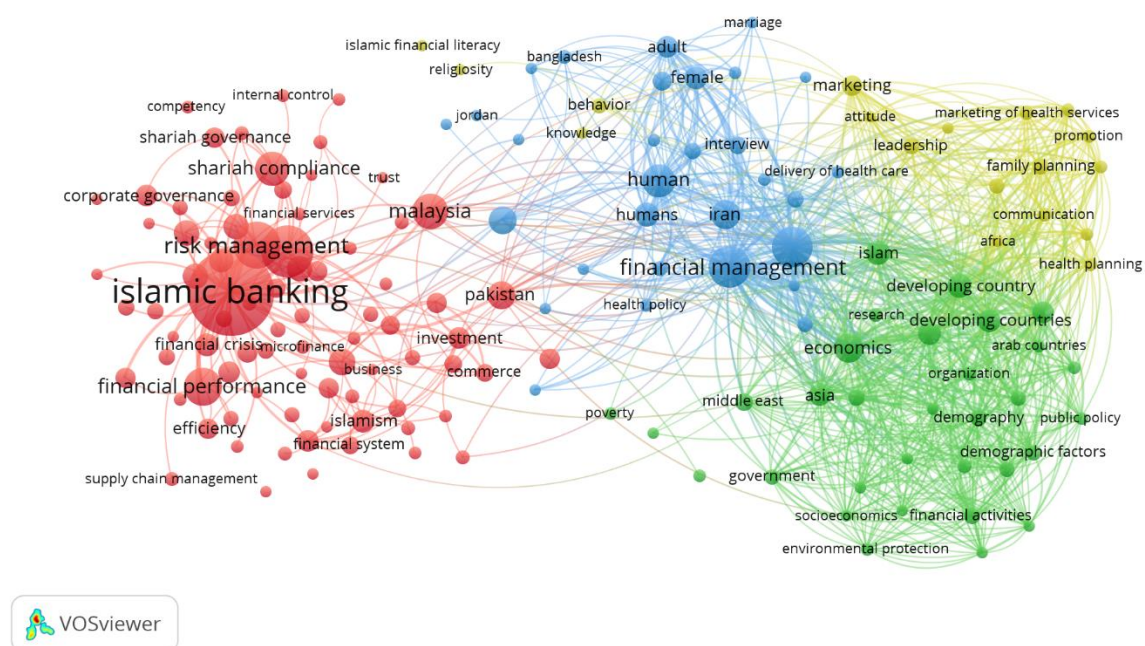 marriage
islamic financial literacy
adult
bangladesh
religiosity
female
marketing
internal control
competency
behavior
marketing of health services
jordan
attitude
shariah governance
knowledge
interview
leadership
promotion
shariah compliance
family planning
trust
delivery of health care
human
corporate governance
financial services
malaysia
humans
iran
communication
risk management
africa
islam
health planning
financial management
islamic banking
developing country
pakistan
health policy
research
developing countries
financial crisis
microfinance
investment
economics
arab countries
business
commerce
organization
financial performance
middle east
asia
poverty
demography
public policy
efficiency
islamism
financial system
demographic factors
supply chain management
government
socioeconomics
financial activities
environmental protection
VOSviewer